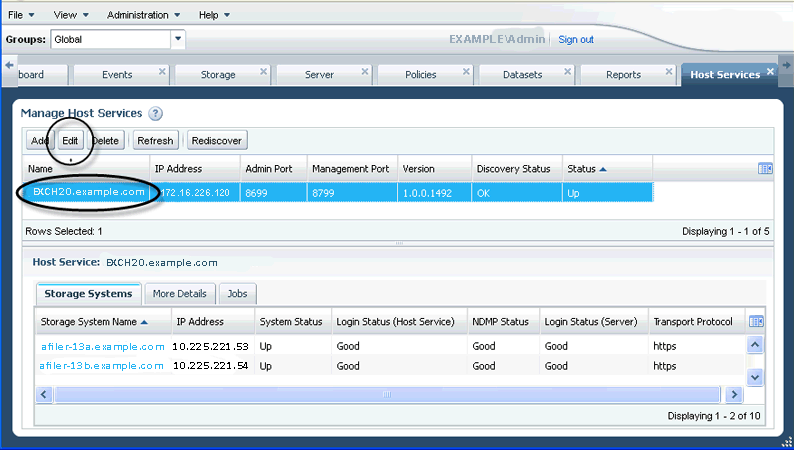 File View Administration Help
Groups: Global EXAMPLE\Admin Sign out
board Events Storage Server Policies Datasets Reports Host Services
Manage Host Services ?
Add Edit Delete Refresh Rediscover
Name IP Address Admin Port Management Port Version Discovery Status Status
EXCH20.example.com 172.16.226.120 8699 8799 1.0.0.1492 OK Up
Rows Selected: 1 Displaying 1 - 1 of 5
Host Service: EXCH20.example.com
Storage Systems More Details Jobs
Storage System Name IP Address System Status Login Status (Host Service) NDMP Status Login Status (Server) Transport Protocol
afiler-13a.example.com 10.225.221.53 Up Good Good Good https
afiler-13b.example.com 10.225.221.54 Up Good Good Good https
Displaying 1 - 2 of 10